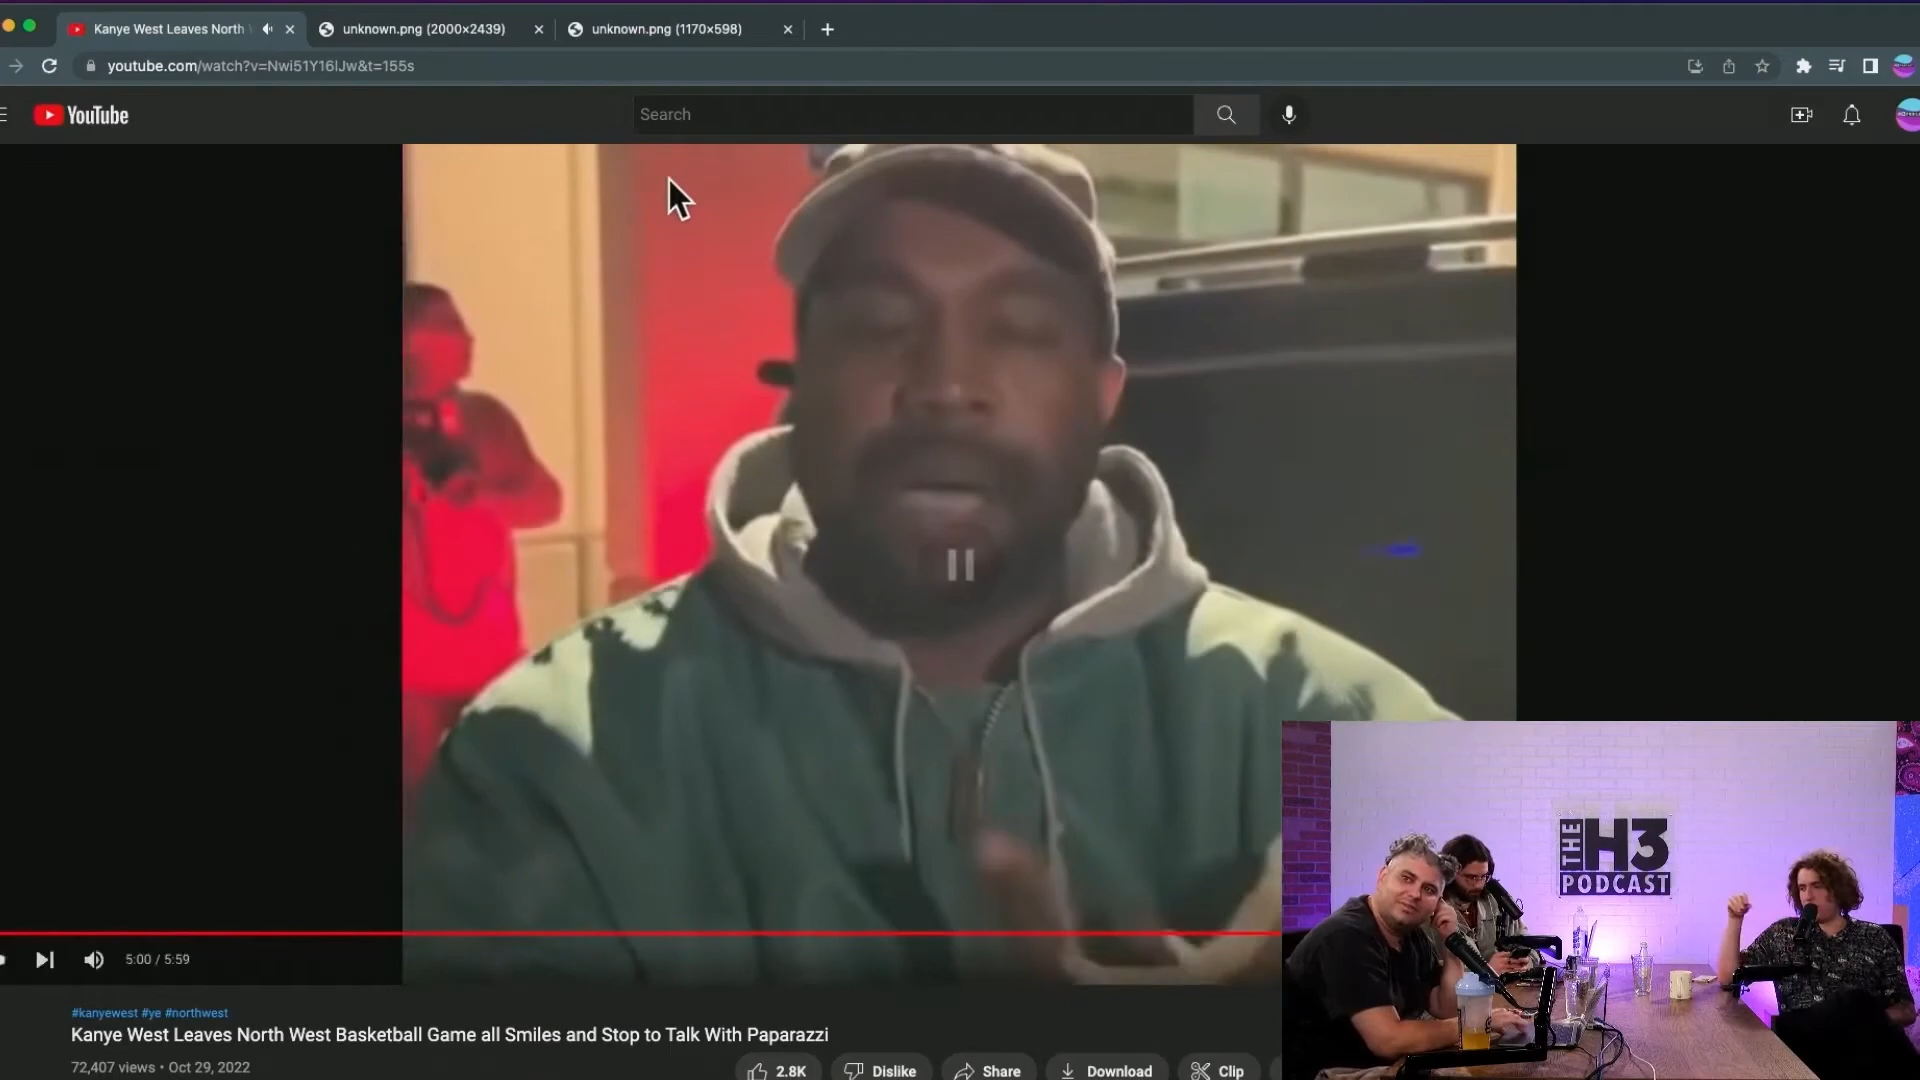 Kanye West Leaves North
unknown.png (2000×2439)
unknown.png (1170×598)
youtube.com/watch?v=Nwi51Y16lJw&t=155s
YouTube
Search
THE H3
PODCAST
5:00 / 5:59
#kanyewest #ye #northwest
Kanye West Leaves North West Basketball Game all Smiles and Stop to Talk With Paparazzi
72,407 views • Oct 29, 2022
2.8K
Dislike
Share
Download
Clip